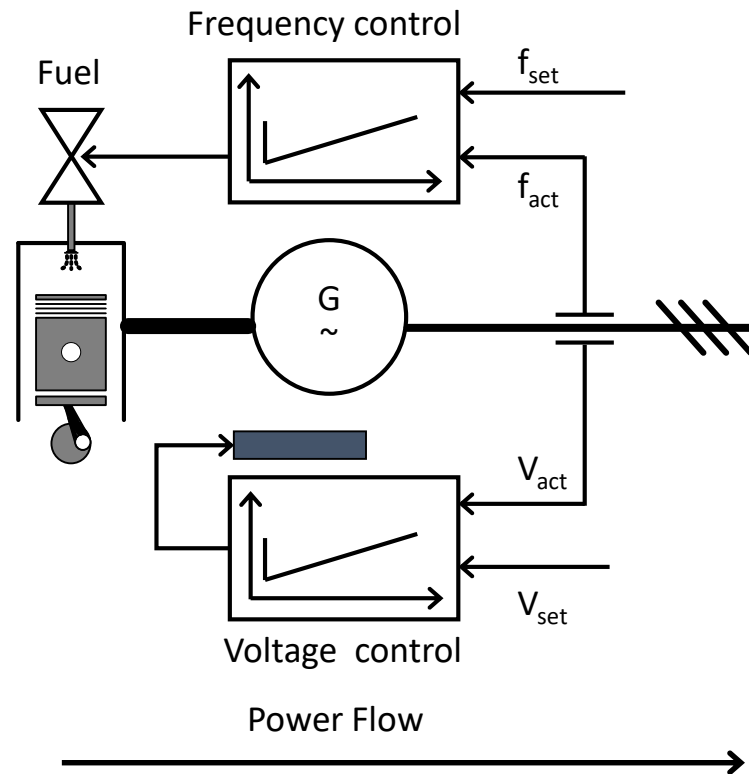 Frequency control
Fuel
f_set
f_act
G
~
V_act
V_set
Voltage control
Power Flow